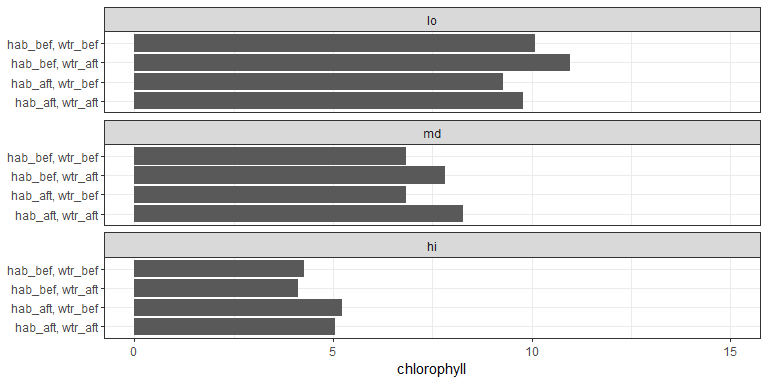 lo
hab_bef, wtr_bef
hab_bef, wtr_aft
hab_aft, wtr_bef
hab_aft, wtr_aft
md
hab_bef, wtr_bef
hab_bef, wtr_aft
hab_aft, wtr_bef
hab_aft, wtr_aft
hi
hab_bef, wtr_bef
hab_bef, wtr_aft
hab_aft, wtr_bef
hab_aft, wtr_aft
0 5 10 15
chlorophyll